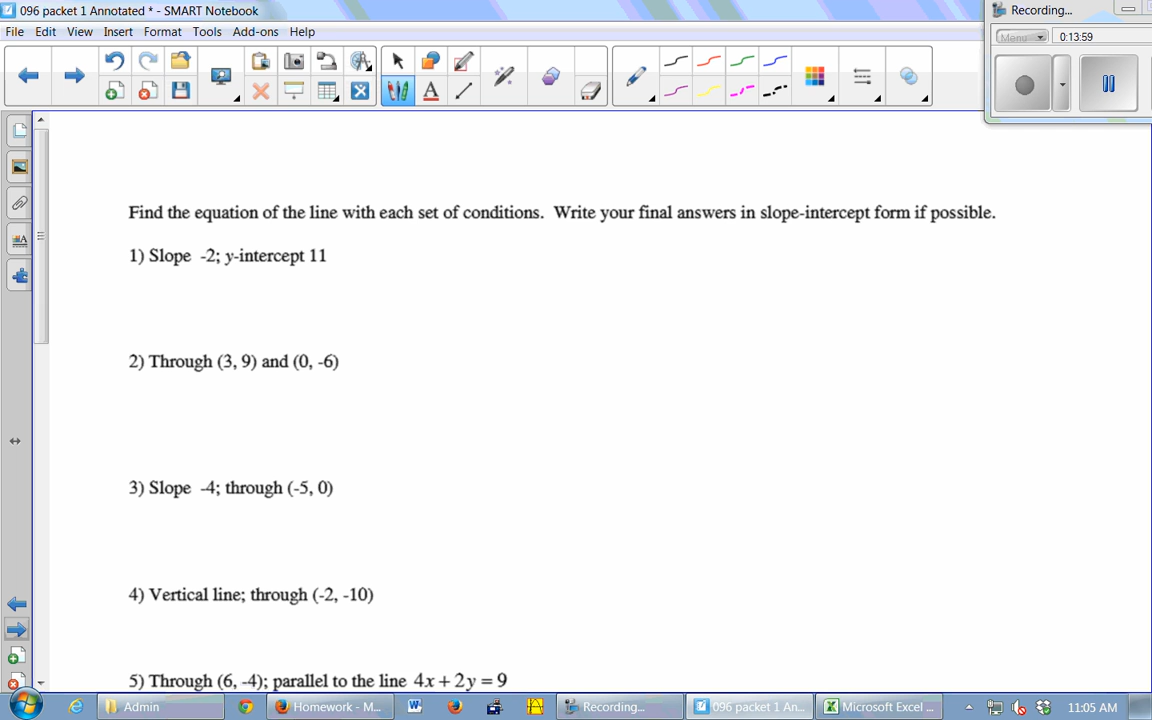 096 packet 1 Annotated * - SMART Notebook
Recording...
File Edit View Insert Format Tools Add-ons Help
Menu 0:13:59
Find the equation of the line with each set of conditions. Write your final answers in slope-intercept form if possible.
1) Slope -2; y-intercept 11
2) Through (3, 9) and (0, -6)
3) Slope -4; through (-5, 0)
4) Vertical line; through (-2, -10)
5) Through (6, -4); parallel to the line 4x + 2y = 9
Admin Homework - M... Recording... 096 packet 1 An... Microsoft Excel ... 11:05 AM